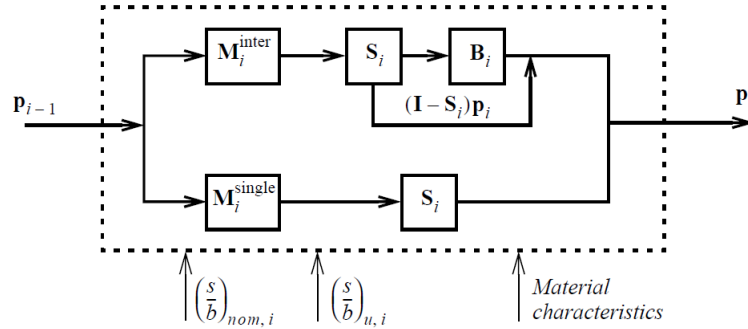 M_i^inter
S_i
B_i
p_{i−1}
(I − S_i)p_i
p
M_i^single
S_i
(s/b)_{nom, i}
(s/b)_{u, i}
Material
characteristics